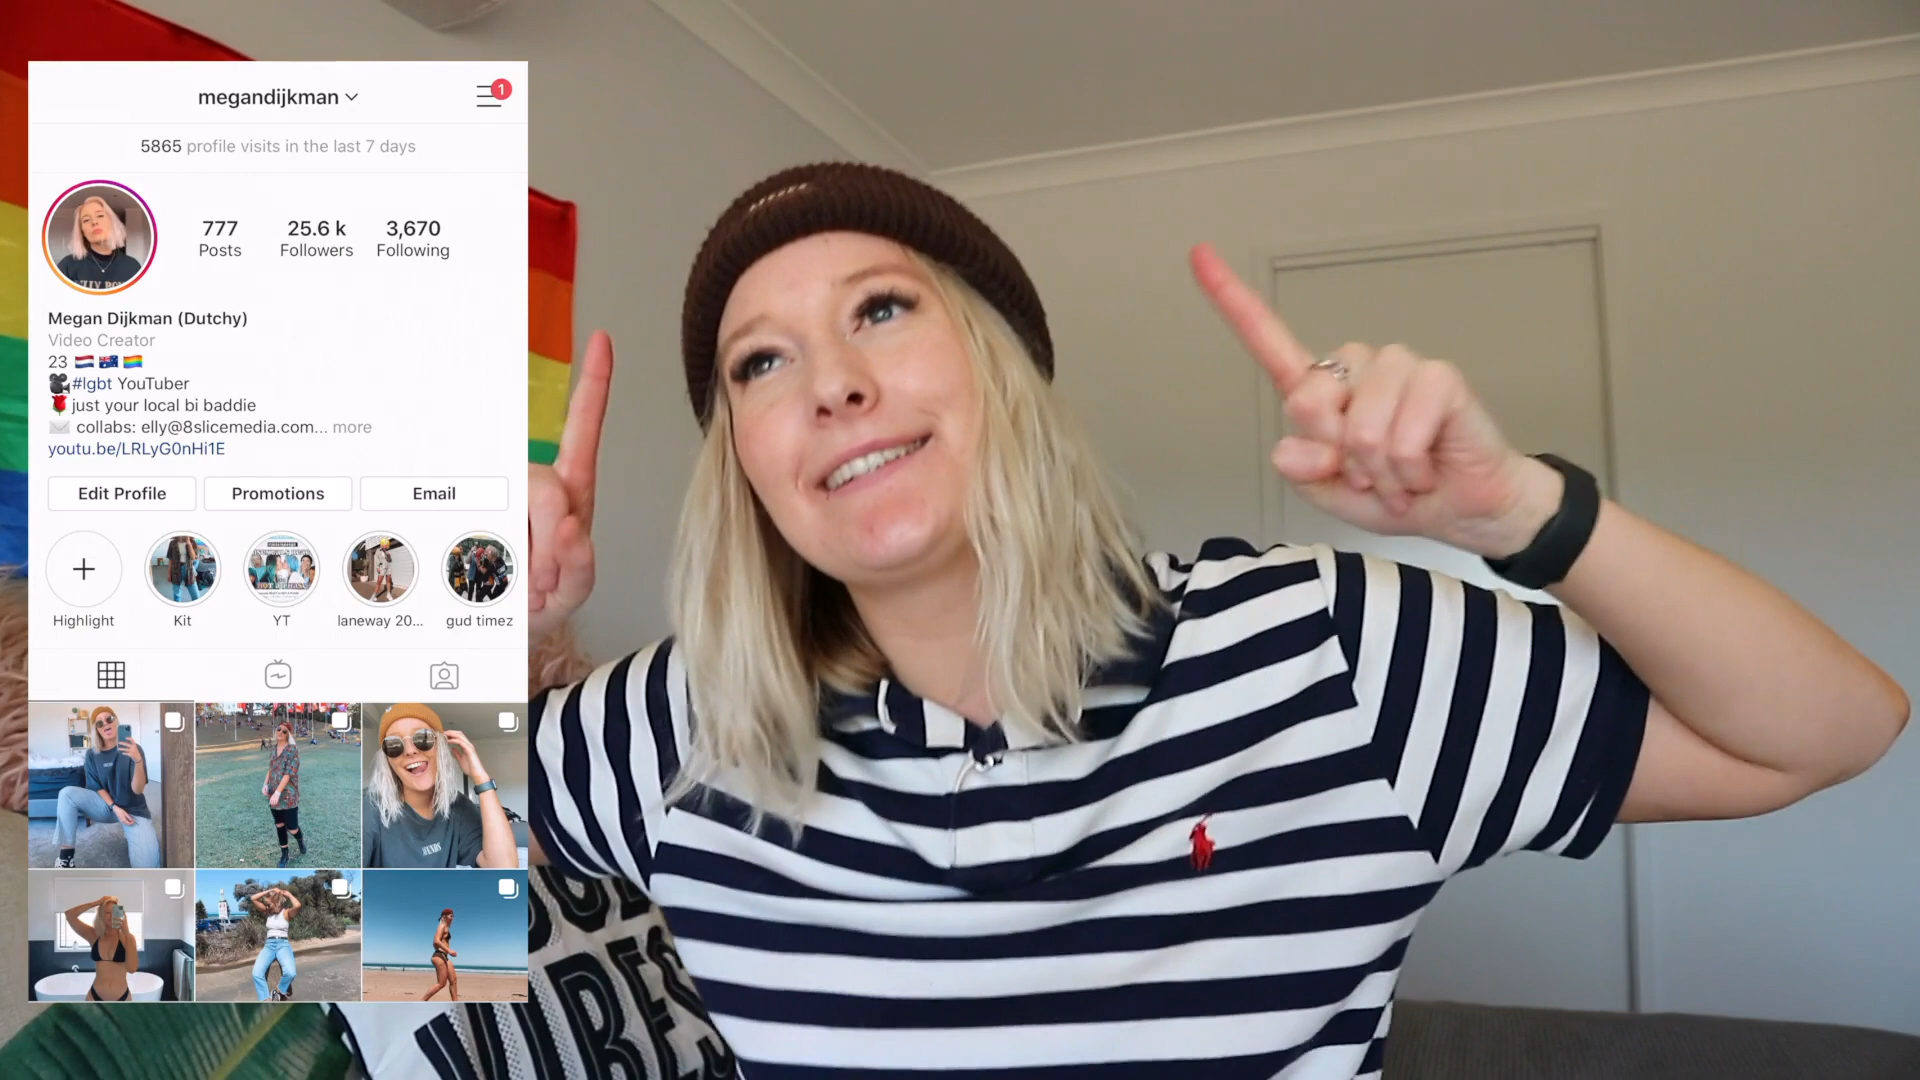 megandijkman
1
5865 profile visits in the last 7 days
777
Posts
25.6 k
Followers
3,670
Following
Megan Dijkman (Dutchy)
Video Creator
23 🇳🇱 🇦🇺 🏳️‍🌈
🎥#lgbt YouTuber
🌹just your local bi baddie
✉️ collabs: elly@8slicemedia.com... more
youtu.be/LRLyG0nHi1E
Edit Profile
Promotions
Email
Highlight
Kit
YT
laneway 20...
gud timez
VIBES